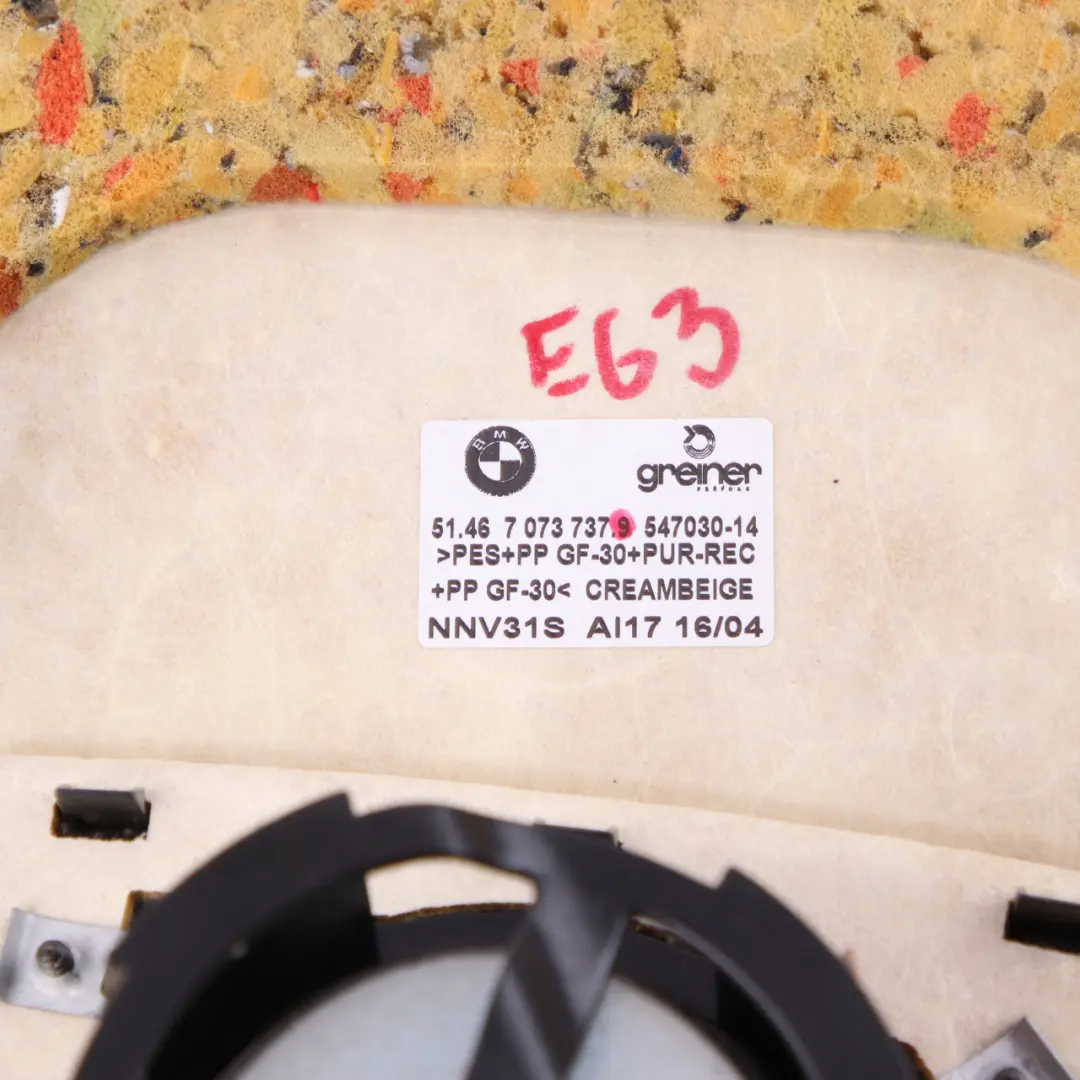 E63
BMW
greiner
PERFOAM
51.46 7 073 737.9 547030-14
>PES+PP GF-30+PUR-REC
+PP GF-30< CREAMBEIGE
NNV31S AI17 16/04